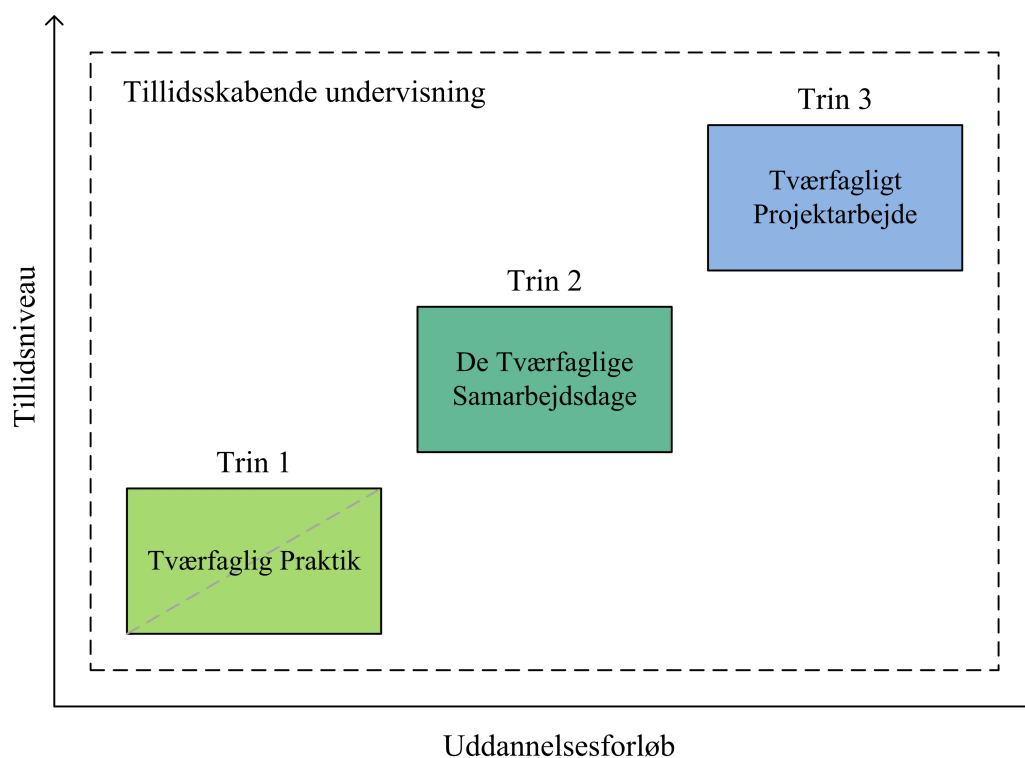 Tillidsskabende undervisning
Trin 3
Tværfagligt
Projektarbejde
Trin 2
De Tværfaglige
Samarbejdsdage
Trin 1
Tværfaglig Praktik
Tillidsniveau
Uddannelsesforløb